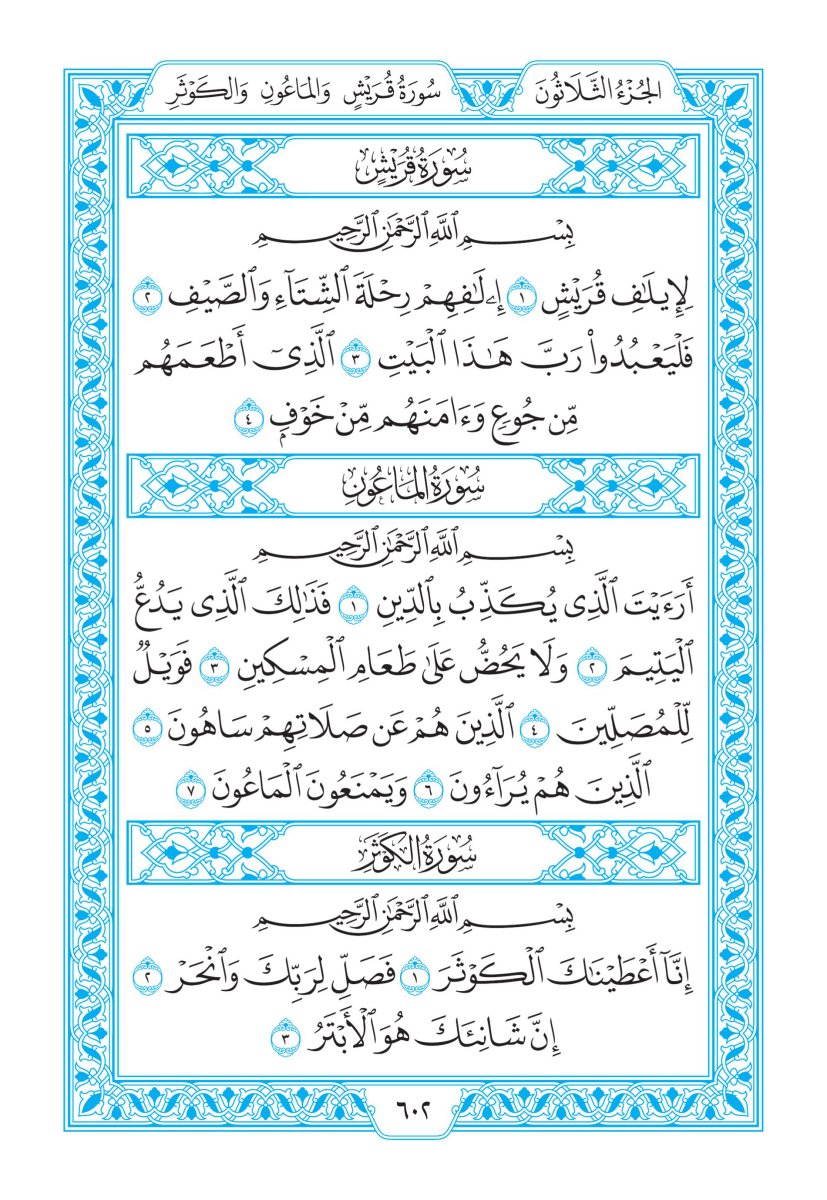 الجُزْءُ الثَّلَاثُونَ سُورَةُ قُرَيْشٍ وَالمَاعُونِ وَالكَوْثَرِ
سُورَةُ قُرَيْشٍ
بِسْمِ ٱللَّهِ ٱلرَّحْمَٰنِ ٱلرَّحِيمِ
لِإِيلَٰفِ قُرَيْشٍ ١ إِۦلَٰفِهِمْ رِحْلَةَ ٱلشِّتَآءِ وَٱلصَّيْفِ ٢
فَلْيَعْبُدُوا۟ رَبَّ هَٰذَا ٱلْبَيْتِ ٣ ٱلَّذِىٓ أَطْعَمَهُم
مِّن جُوعٍ وَءَامَنَهُم مِّنْ خَوْفٍۭ ٤
سُورَةُ المَاعُونِ
بِسْمِ ٱللَّهِ ٱلرَّحْمَٰنِ ٱلرَّحِيمِ
أَرَءَيْتَ ٱلَّذِى يُكَذِّبُ بِٱلدِّينِ ١ فَذَٰلِكَ ٱلَّذِى يَدُعُّ
ٱلْيَتِيمَ ٢ وَلَا يَحُضُّ عَلَىٰ طَعَامِ ٱلْمِسْكِينِ ٣ فَوَيْلٌ
لِّلْمُصَلِّينَ ٤ ٱلَّذِينَ هُمْ عَن صَلَاتِهِمْ سَاهُونَ ٥
ٱلَّذِينَ هُمْ يُرَآءُونَ ٦ وَيَمْنَعُونَ ٱلْمَاعُونَ ٧
سُورَةُ الكَوْثَرِ
بِسْمِ ٱللَّهِ ٱلرَّحْمَٰنِ ٱلرَّحِيمِ
إِنَّآ أَعْطَيْنَٰكَ ٱلْكَوْثَرَ ١ فَصَلِّ لِرَبِّكَ وَٱنْحَرْ ٢
إِنَّ شَانِئَكَ هُوَ ٱلْأَبْتَرُ ٣
٦٠٢